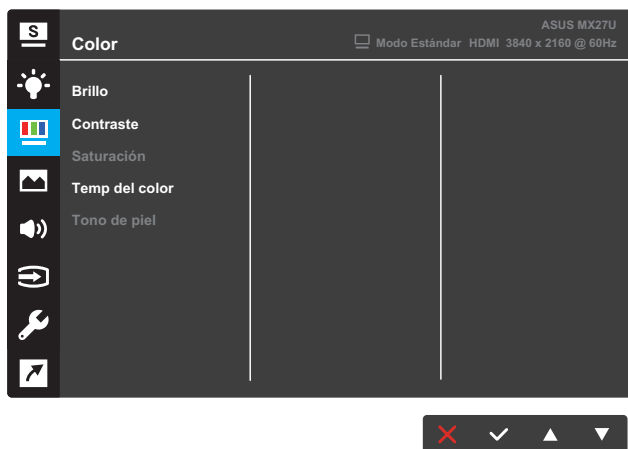 S
ASUS MX27U
Color
Modo Estándar HDMI 3840 x 2160 @ 60Hz
Brillo
Contraste
Saturación
Temp del color
Tono de piel